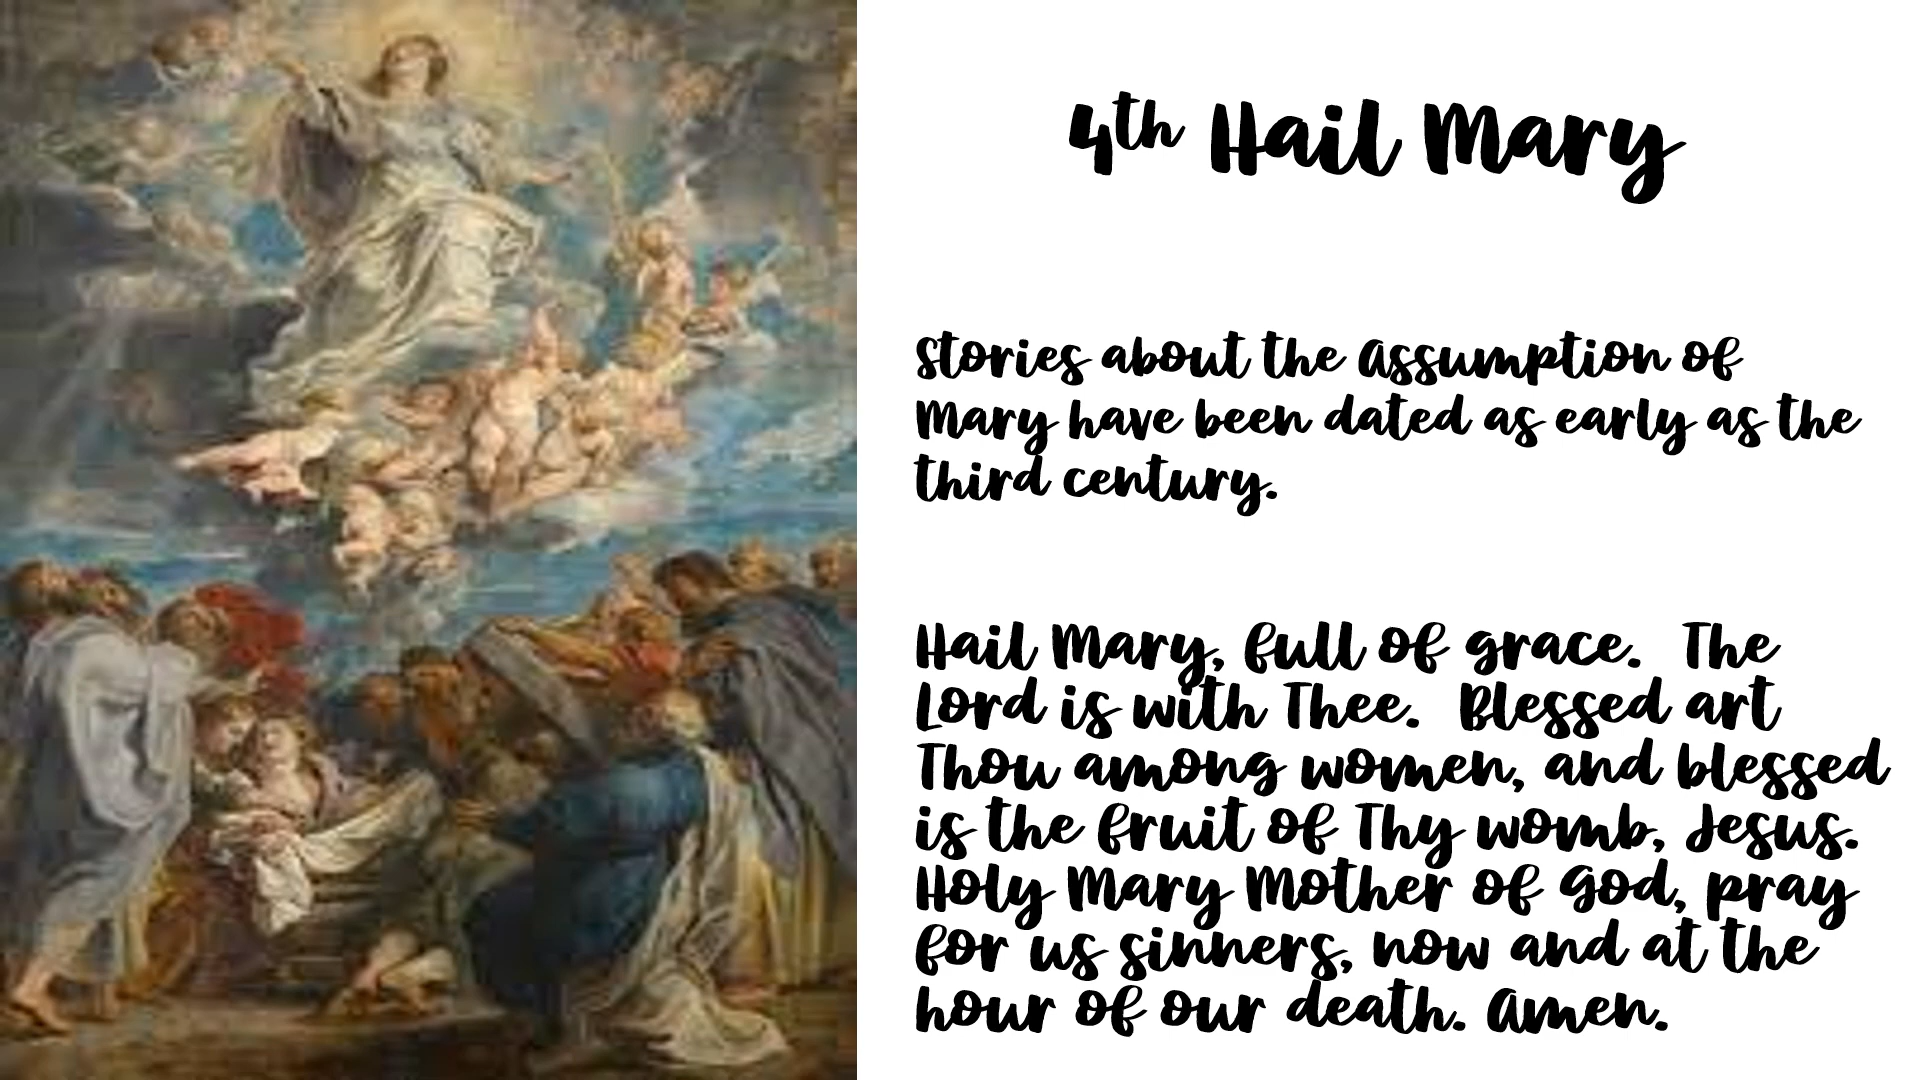 4th Hail Mary
Stories about the Assumption of
Mary have been dated as early as the
third century.
Hail Mary, full of grace.  The
Lord is with Thee.  Blessed art
Thou among women, and blessed
is the fruit of Thy womb, Jesus.
Holy Mary Mother of God, pray
for us sinners, now and at the
hour of our death. Amen.